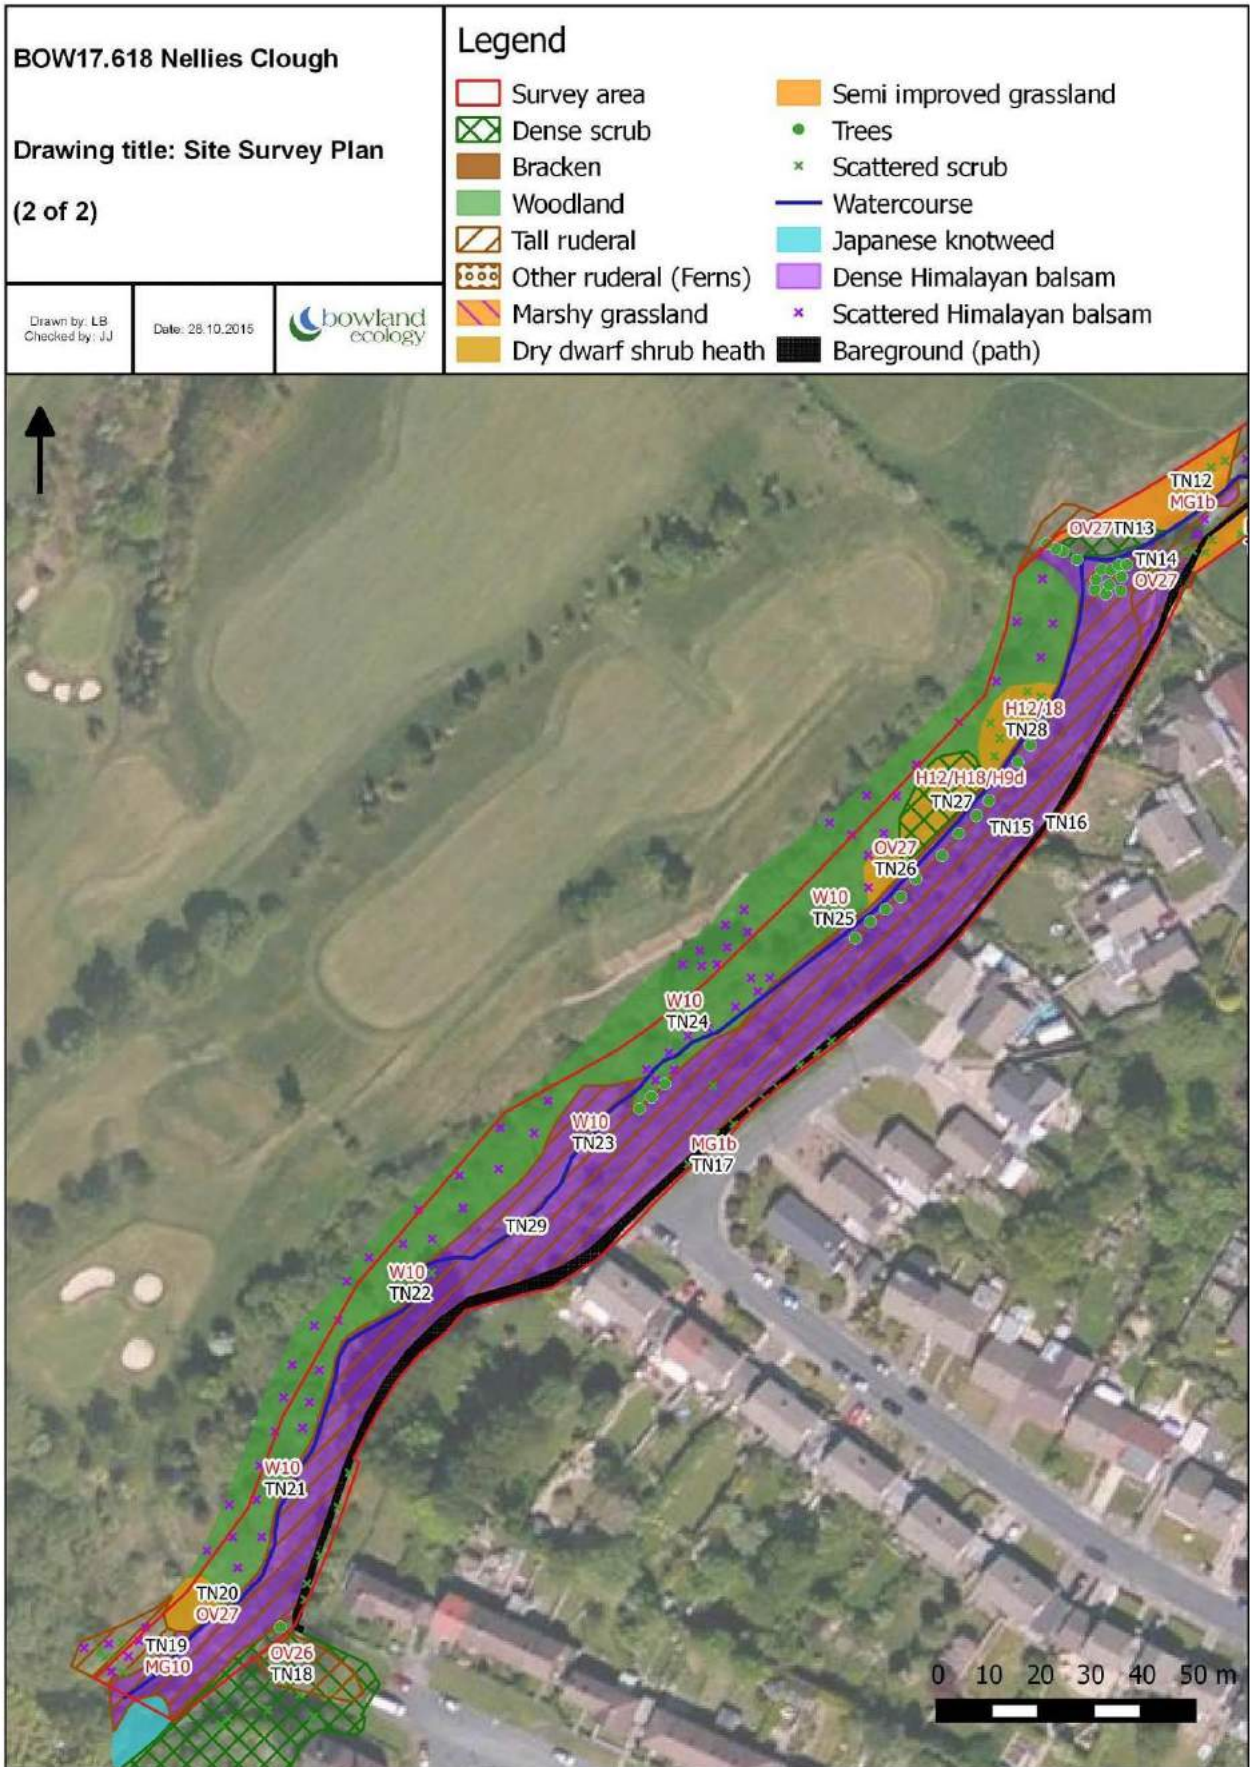 BOW17.618 Nellies Clough
Drawing title: Site Survey Plan
(2 of 2)
Drawn by: LB
Checked by: JJ
Date: 28.10.2015
bowland
ecology
Legend
Survey area
Dense scrub
Bracken
Woodland
Tall ruderal
Other ruderal (Ferns)
Marshy grassland
Dry dwarf shrub heath
Semi improved grassland
Trees
Scattered scrub
Watercourse
Japanese knotweed
Dense Himalayan balsam
Scattered Himalayan balsam
Bareground (path)
TN12
MG1b
OV27TN13
TN14
OV27
H12/18
TN28
H12/H18/H9d
TN27
TN15
TN16
OV27
TN26
W10
TN25
W10
TN24
W10
TN23
MG1b
TN17
TN29
W10
TN22
W10
TN21
TN20
OV27
TN19
MG10
OV26
TN18
0 10 20 30 40 50 m